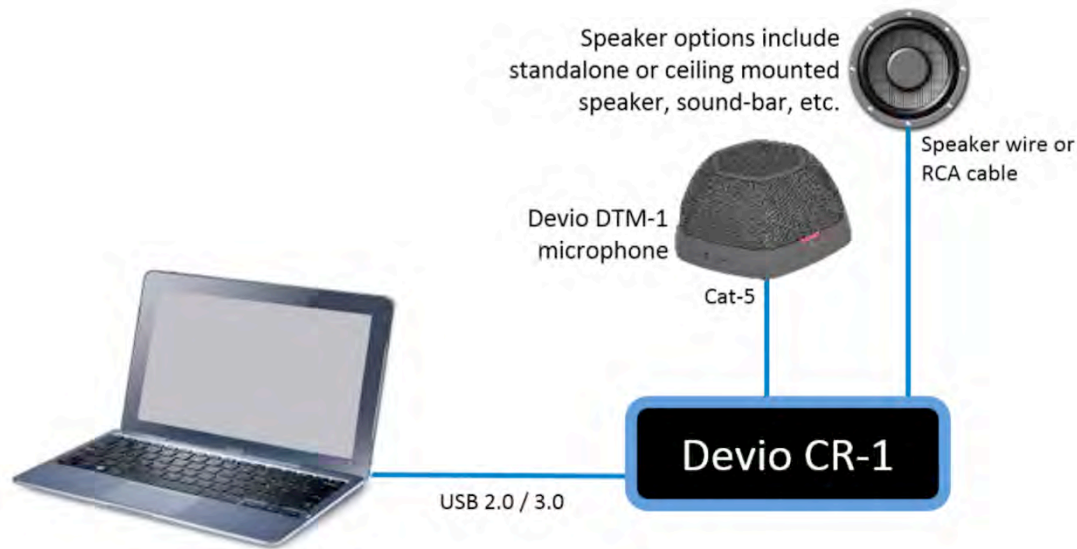 Speaker options include
standalone or ceiling mounted
speaker, sound-bar, etc.
Speaker wire or
RCA cable
Devio DTM-1
microphone
Cat-5
Devio CR-1
USB 2.0 / 3.0